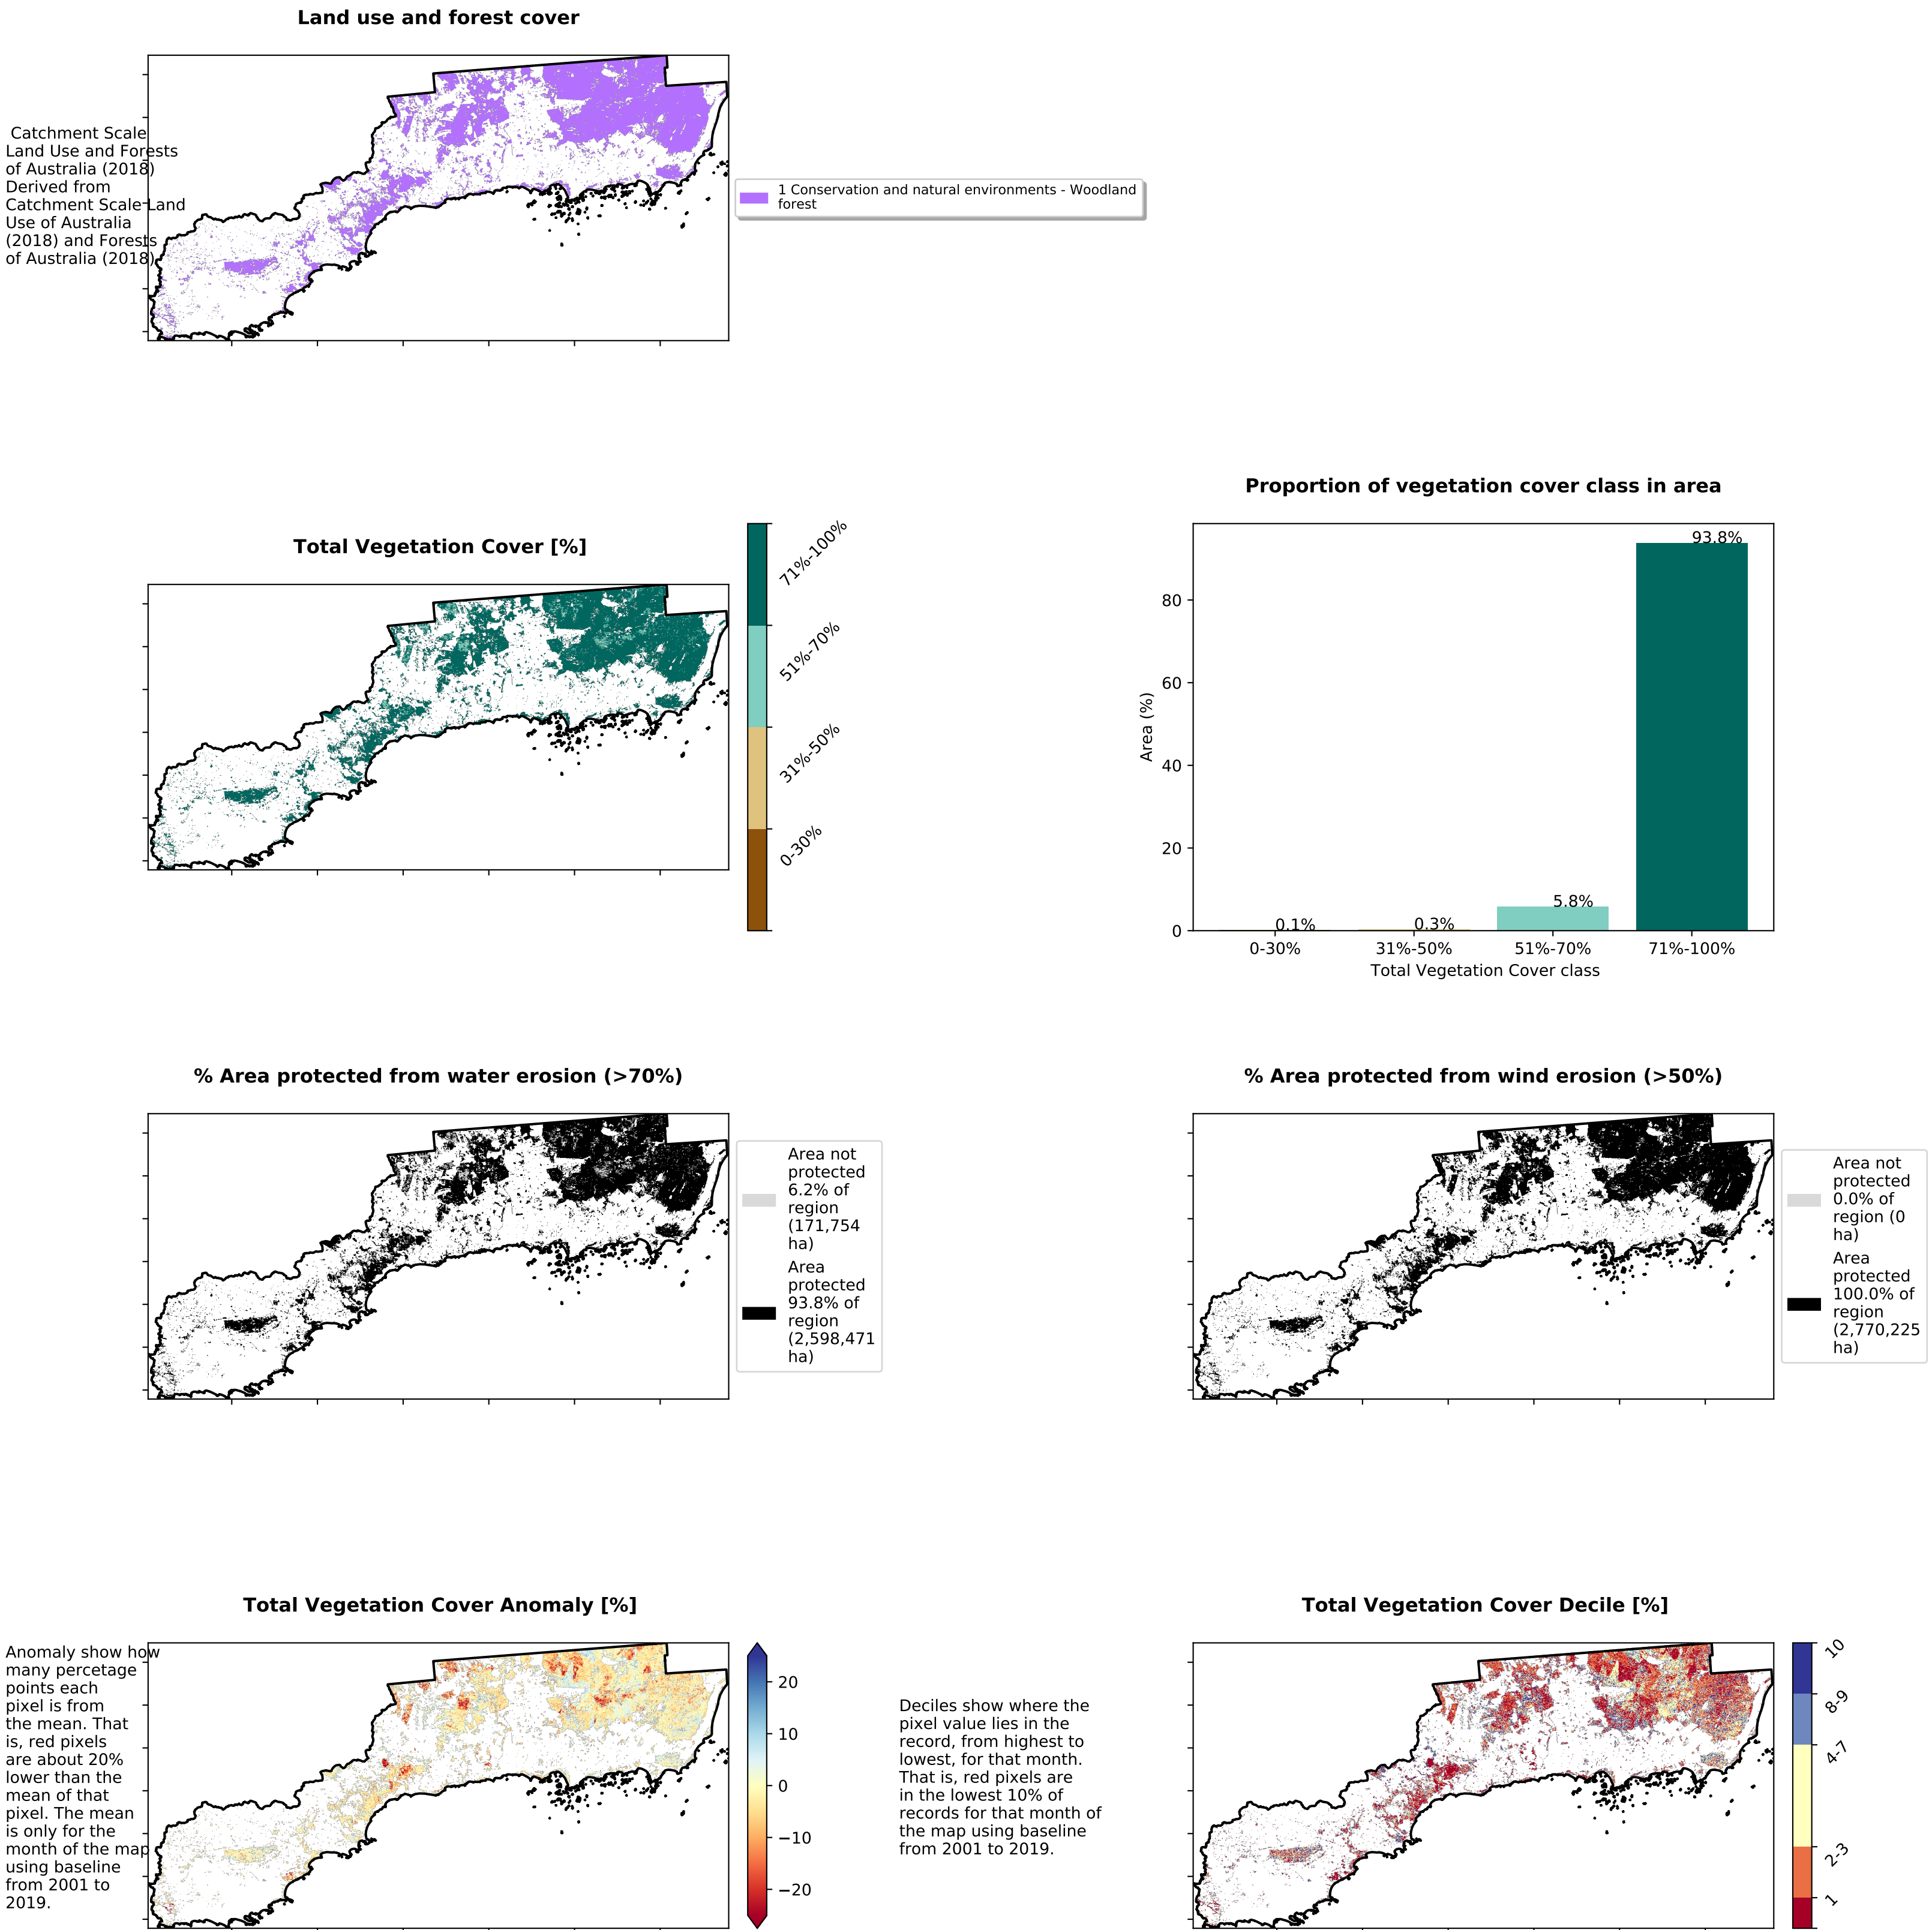 Land use and forest cover
Catchment Scale
Land Use and Forests
of Australia (2018)
Derived from
Catchment Scale Land
Use of Australia
(2018) and Forests
of Australia (2018)
1 Conservation and natural environments - Woodland
forest
Total Vegetation Cover [%]
71%-100%
51%-70%
31%-50%
0-30%
Proportion of vegetation cover class in area
Area (%)
80
60
40
20
0
0.1%
0.3%
5.8%
93.8%
0-30%
31%-50%
51%-70%
71%-100%
Total Vegetation Cover class
% Area protected from water erosion (>70%)
Area not
protected
6.2% of
region
(171,754
ha)
Area
protected
93.8% of
region
(2,598,471
ha)
% Area protected from wind erosion (>50%)
Area not
protected
0.0% of
region (0
ha)
Area
protected
100.0% of
region
(2,770,225
ha)
Total Vegetation Cover Anomaly [%]
Anomaly show how
many percetage
points each
pixel is from
the mean. That
is, red pixels
are about 20%
lower than the
mean of that
pixel. The mean
is only for the
month of the map
using baseline
from 2001 to
2019.
20
10
0
−10
−20
Total Vegetation Cover Decile [%]
Deciles show where the
pixel value lies in the
record, from highest to
lowest, for that month.
That is, red pixels are
in the lowest 10% of
records for that month of
the map using baseline
from 2001 to 2019.
10
8-9
4-7
2-3
1